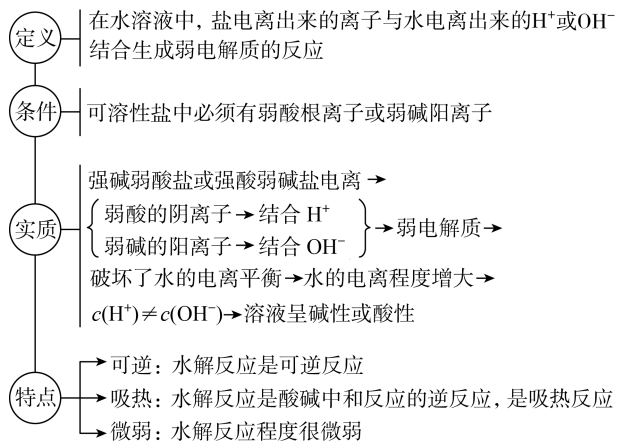 定义
在水溶液中，盐电离出来的离子与水电离出来的H⁺或OH⁻
结合生成弱电解质的反应
条件
可溶性盐中必须有弱酸根离子或弱碱阳离子
实质
强碱弱酸盐或强酸弱碱盐电离→
弱酸的阴离子→结合 H⁺
弱碱的阳离子→结合 OH⁻
→弱电解质→
破坏了水的电离平衡→水的电离程度增大→
c(H⁺)≠c(OH⁻)→溶液呈碱性或酸性
特点
可逆：水解反应是可逆反应
吸热：水解反应是酸碱中和反应的逆反应，是吸热反应
微弱：水解反应程度很微弱